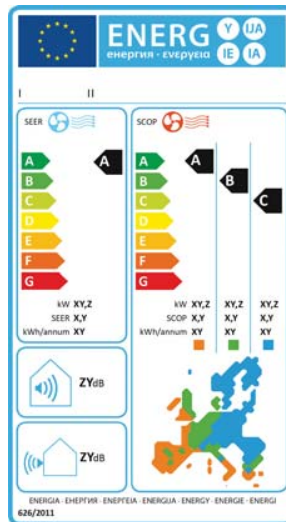 ENERG Y IJA
енергия · ενεργεια IE IA
I II
SEER
A A
B
C
D
E
F
G
kW XY,Z
SEER X,Y
kWh/annum XY
SCOP
A A
B B
C C
D
E
F
G
kW XY,Z XY,Z XY,Z
SCOP X,Y X,Y X,Y
kWh/annum XY XY XY
ZYdB
ZYdB
ENERGIA · ЕНЕРГИЯ · ΕΝΕΡΓΕΙΑ · ENERGIJA · ENERGY · ENERGIE · ENERGI
626/2011